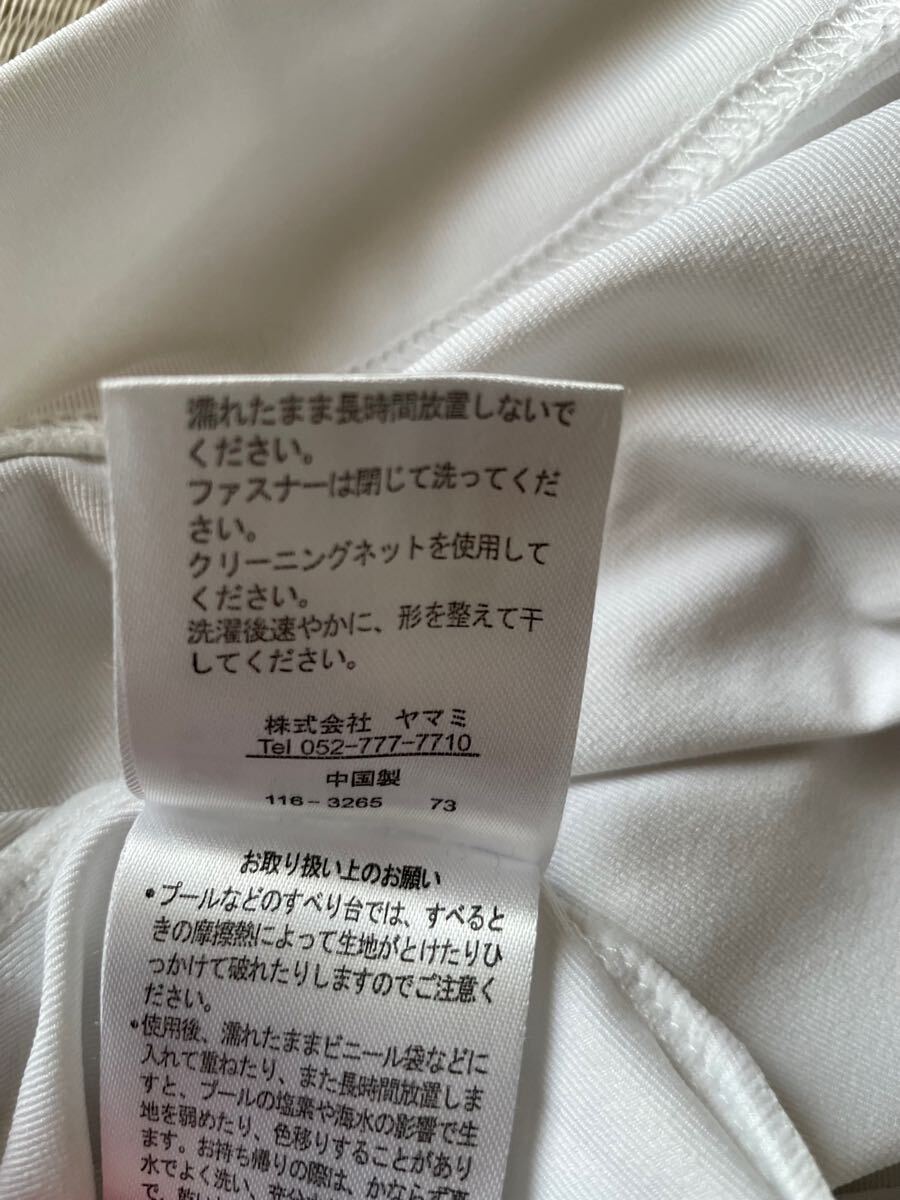 濡れたまま長時間放置しないで
ください。
ファスナーは閉じて洗ってくだ
さい。
クリーニングネットを使用して
ください。
洗濯後速やかに、形を整えて干
してください。
株式会社 ヤマミ
Tel 052-777-7710
中国製
116-3265 73
お取り扱い上のお願い
•プールなどのすべり台では、すべると
きの摩擦熱によって生地がとけたりひ
っかけて破れたりしますのでご注意く
ださい。
•使用後、濡れたままビニール袋などに
入れて重ねたり、また長時間放置しま
すと、プールの塩素や海水の影響で生
地を弱めたり、色移りすることがあり
ます。お持ち帰りの際は、かならず真
水でよく洗い、充分